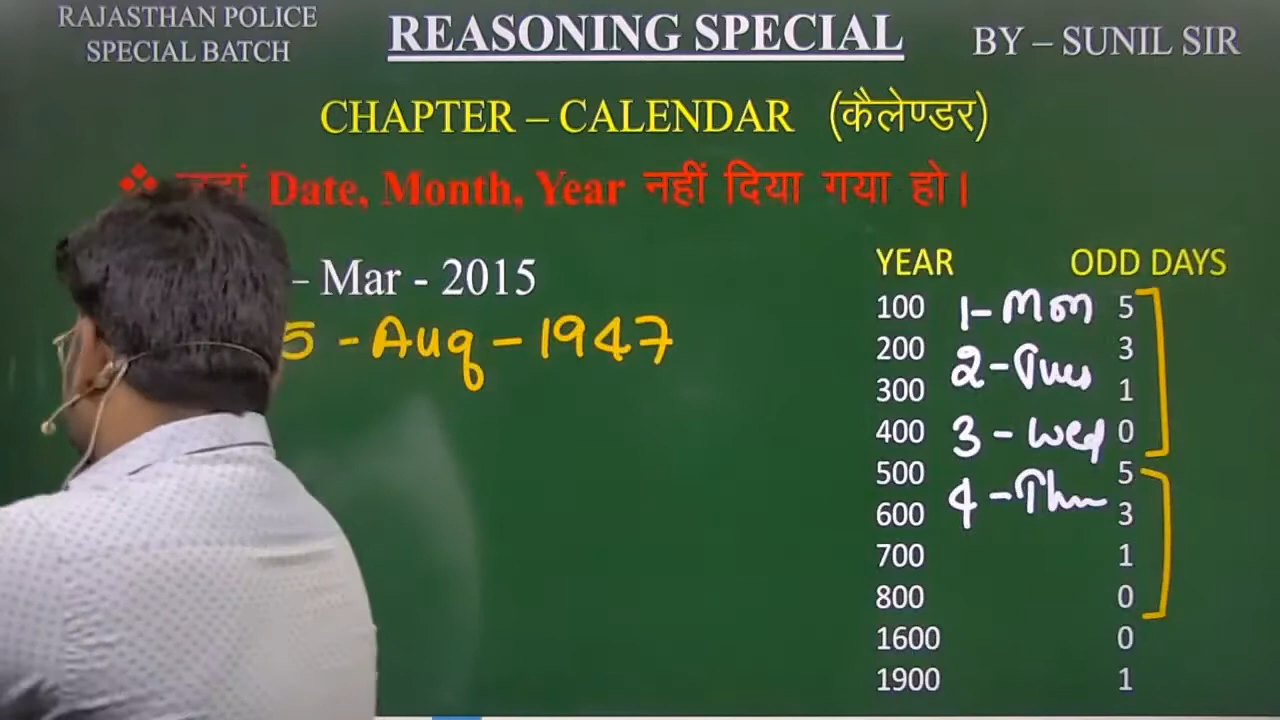 RAJASTHAN POLICE
SPECIAL BATCH
REASONING SPECIAL
BY – SUNIL SIR
CHAPTER – CALENDAR (कैलेण्डर)
Date, Month, Year नहीं दिया गया हो।
– Mar - 2015
5 - Aug - 1947
YEAR ODD DAYS
100 1 - Mon 5
200 2 - Tues 3
300 1
400 3 - Wed 0
500 5
600 4 - Thu 3
700 1
800 0
1600 0
1900 1